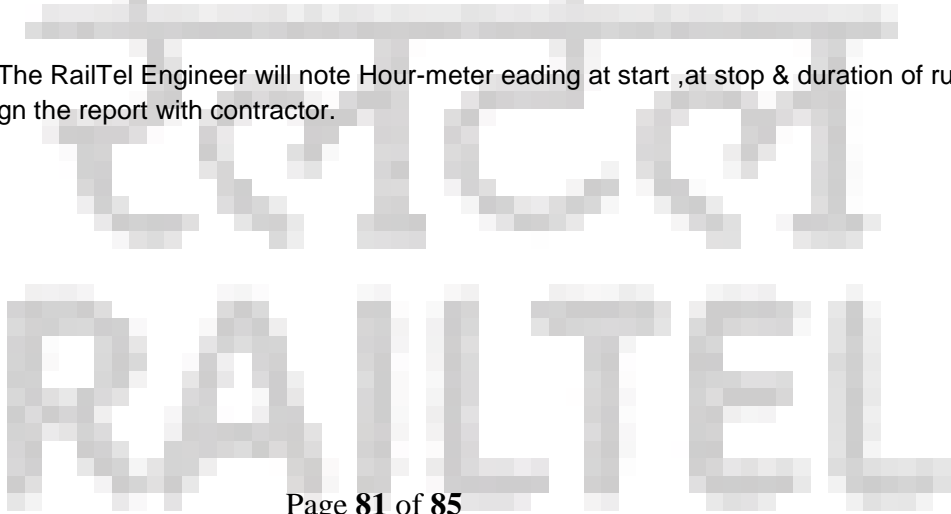 The RailTel Engineer will note Hour-meter eading at start ,at stop & duration of ru
gn the report with contractor.
रेलटेल
RAILTEL
Page 81 of 85